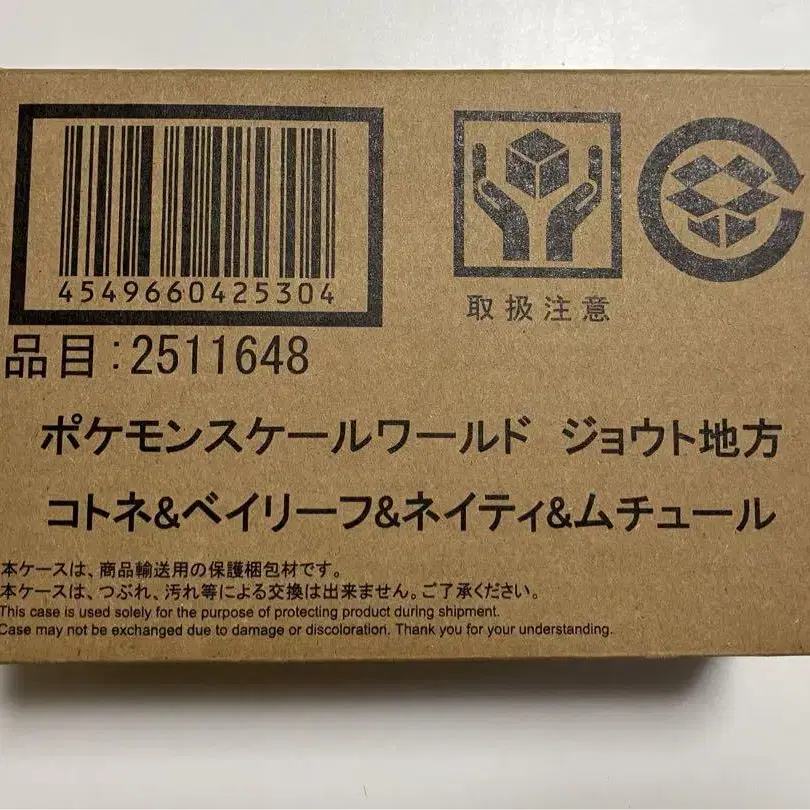 4549660425304
取扱注意
品目:2511648
ポケモンスケールワールド ジョウト地方
コトネ&ベイリーフ&ネイティ&ムチュール
本ケースは、商品輸送用の保護梱包材です。
本ケースは、つぶれ、汚れ等による交換は出来ません。ご了承ください。
This case is used solely for the purpose of protecting product during shipment.
Case may not be exchanged due to damage or discoloration. Thank you for your understanding.